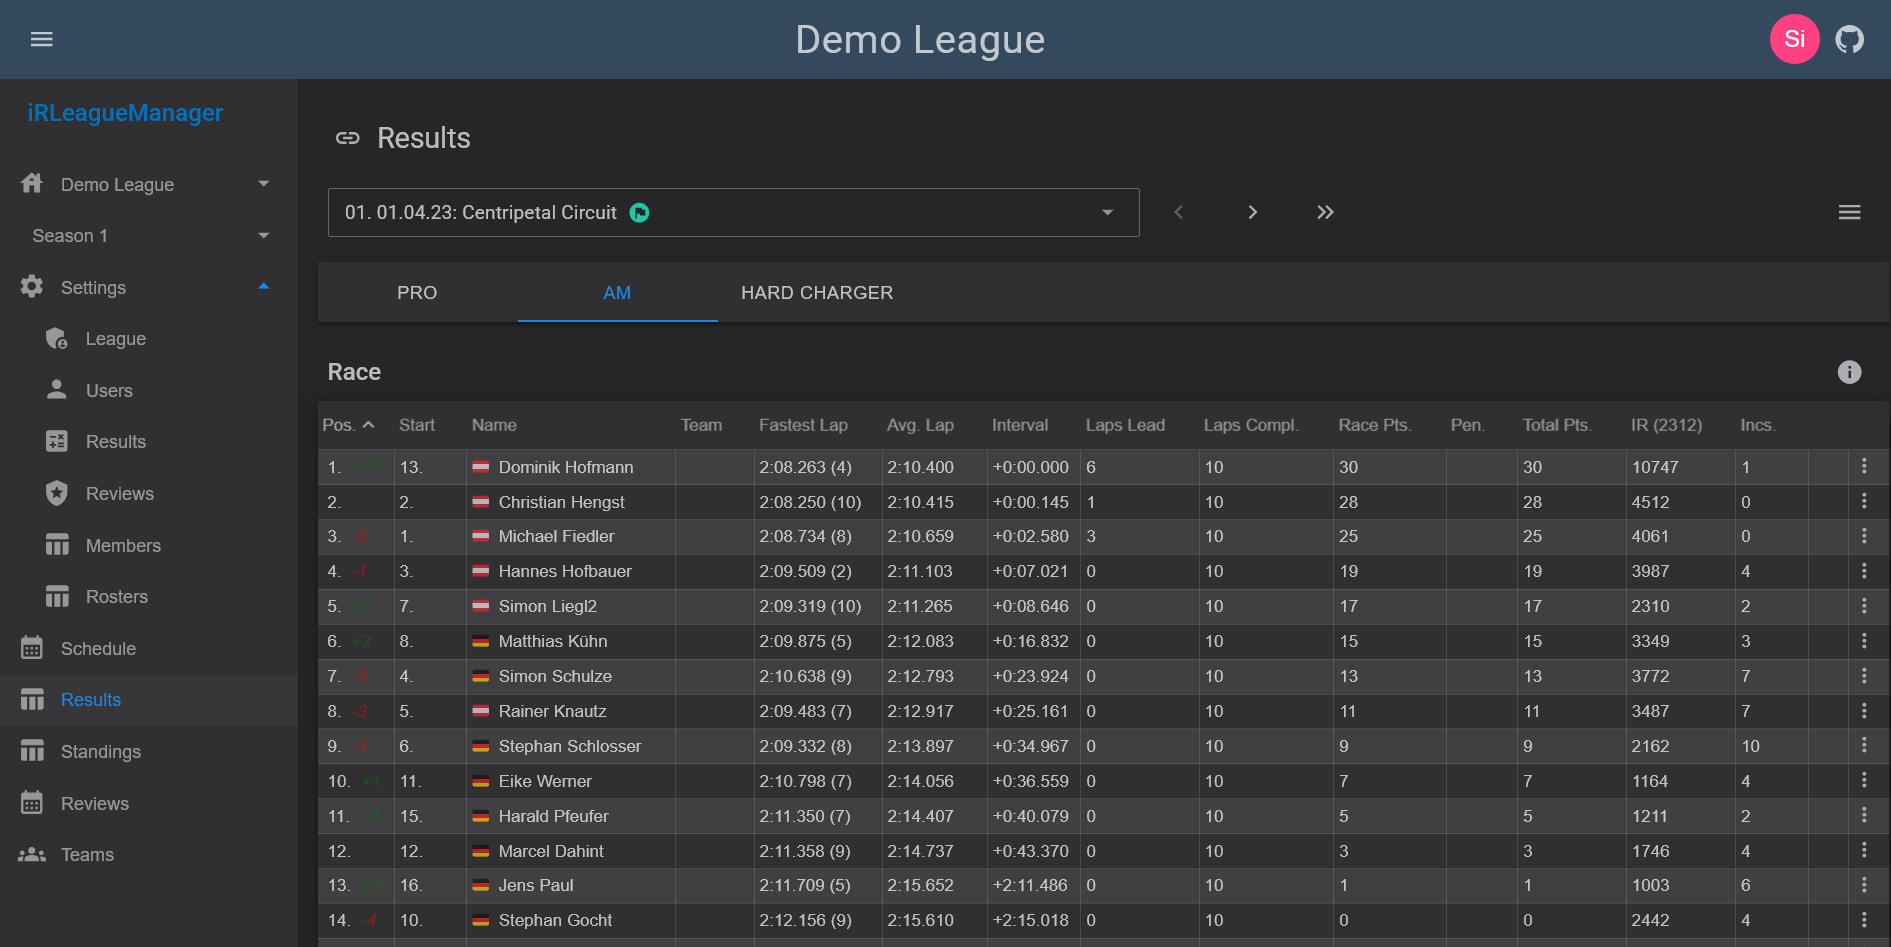 Demo League
Si
iRLeagueManager
Demo League
Season 1
Settings
League
Users
Results
Reviews
Members
Rosters
Schedule
Results
Standings
Reviews
Teams
Results
01. 01.04.23: Centripetal Circuit
PRO AM HARD CHARGER
Race
Pos. Start Name Team Fastest Lap Avg. Lap Interval Laps Lead Laps Compl. Race Pts. Pen. Total Pts. IR (2312) Incs.
1. +12 13. Dominik Hofmann 2:08.263 (4) 2:10.400 +0:00.000 6 10 30 30 10747 1
2. 2. Christian Hengst 2:08.250 (10) 2:10.415 +0:00.145 1 10 28 28 4512 0
3. -2 1. Michael Fiedler 2:08.734 (8) 2:10.659 +0:02.580 3 10 25 25 4061 0
4. -1 3. Hannes Hofbauer 2:09.509 (2) 2:11.103 +0:07.021 0 10 19 19 3987 4
5. +2 7. Simon Liegl2 2:09.319 (10) 2:11.265 +0:08.646 0 10 17 17 2310 2
6. +2 8. Matthias Kühn 2:09.875 (5) 2:12.083 +0:16.832 0 10 15 15 3349 3
7. -3 4. Simon Schulze 2:10.638 (9) 2:12.793 +0:23.924 0 10 13 13 3772 7
8. -3 5. Rainer Knautz 2:09.483 (7) 2:12.917 +0:25.161 0 10 11 11 3487 7
9. -3 6. Stephan Schlosser 2:09.332 (8) 2:13.897 +0:34.967 0 10 9 9 2162 10
10. +1 11. Eike Werner 2:10.798 (7) 2:14.056 +0:36.559 0 10 7 7 1164 4
11. +4 15. Harald Pfeufer 2:11.350 (7) 2:14.407 +0:40.079 0 10 5 5 1211 2
12. 12. Marcel Dahint 2:11.358 (9) 2:14.737 +0:43.370 0 10 3 3 1746 4
13. +3 16. Jens Paul 2:11.709 (5) 2:15.652 +2:11.486 0 10 1 1 1003 6
14. -4 10. Stephan Gocht 2:12.156 (9) 2:15.610 +2:15.018 0 10 0 0 2442 4